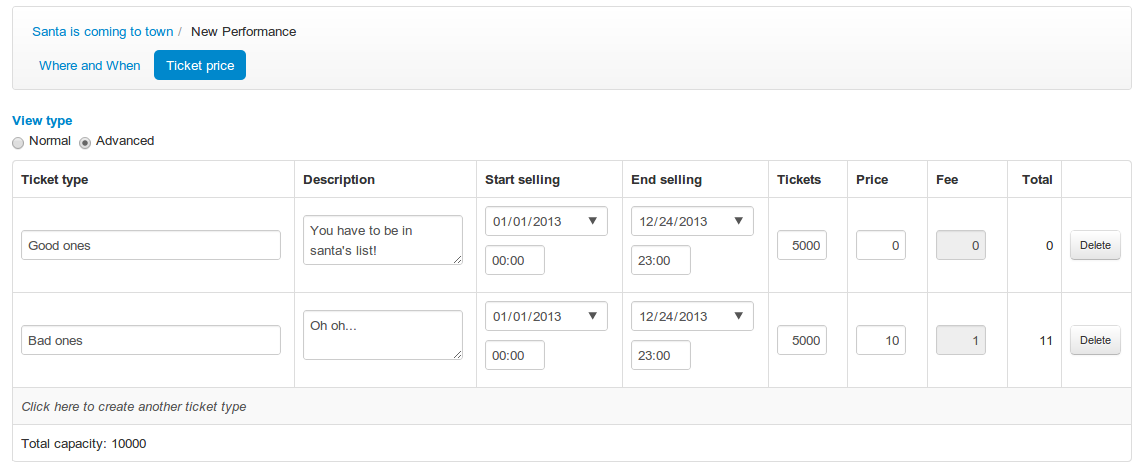 Santa is coming to town / New Performance
Where and When Ticket price
View type
Normal Advanced
Ticket type Description Start selling End selling Tickets Price Fee Total
Good ones You have to be in santa's list! 01/01/2013 00:00 12/24/2013 23:00 5000 0 0 0 Delete
Bad ones Oh oh... 01/01/2013 00:00 12/24/2013 23:00 5000 10 1 11 Delete
Click here to create another ticket type
Total capacity: 10000